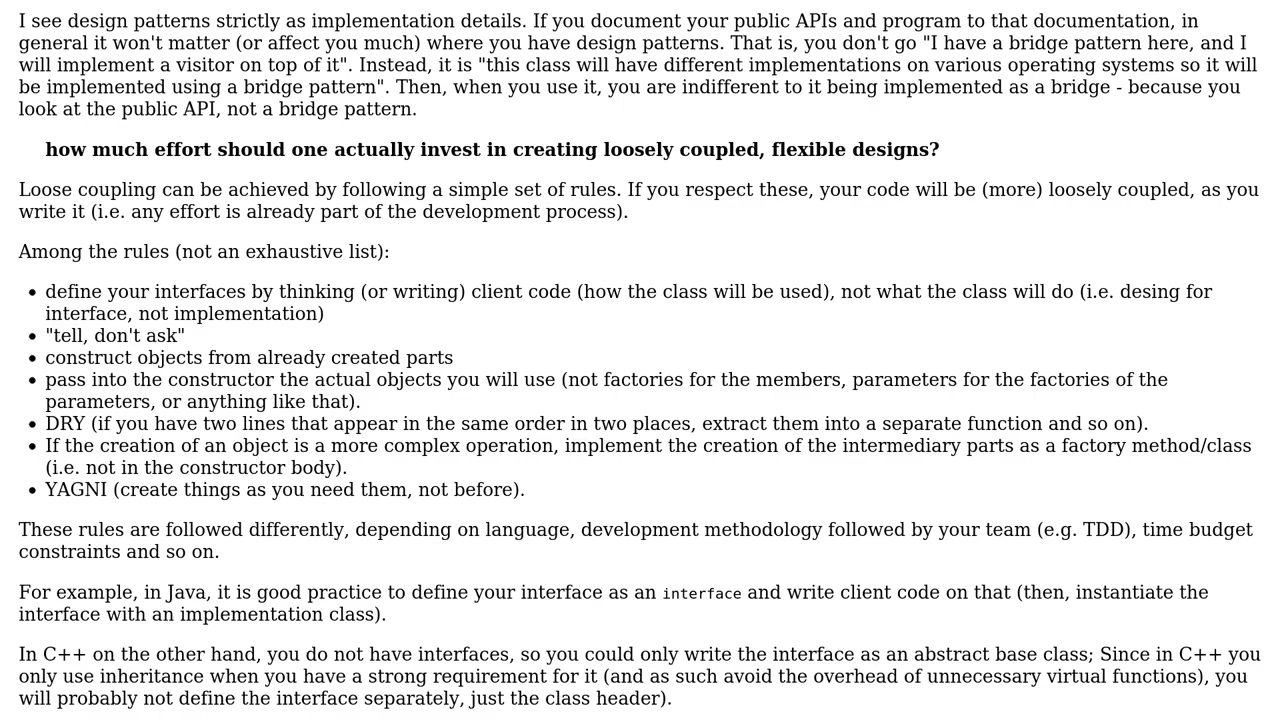 I see design patterns strictly as implementation details. If you document your public APIs and program to that documentation, in
general it won't matter (or affect you much) where you have design patterns. That is, you don't go "I have a bridge pattern here, and I
will implement a visitor on top of it". Instead, it is "this class will have different implementations on various operating systems so it will
be implemented using a bridge pattern". Then, when you use it, you are indifferent to it being implemented as a bridge - because you
look at the public API, not a bridge pattern.
how much effort should one actually invest in creating loosely coupled, flexible designs?
Loose coupling can be achieved by following a simple set of rules. If you respect these, your code will be (more) loosely coupled, as you
write it (i.e. any effort is already part of the development process).
Among the rules (not an exhaustive list):
• define your interfaces by thinking (or writing) client code (how the class will be used), not what the class will do (i.e. desing for
interface, not implementation)
• "tell, don't ask"
• construct objects from already created parts
• pass into the constructor the actual objects you will use (not factories for the members, parameters for the factories of the
parameters, or anything like that).
• DRY (if you have two lines that appear in the same order in two places, extract them into a separate function and so on).
• If the creation of an object is a more complex operation, implement the creation of the intermediary parts as a factory method/class
(i.e. not in the constructor body).
• YAGNI (create things as you need them, not before).
These rules are followed differently, depending on language, development methodology followed by your team (e.g. TDD), time budget
constraints and so on.
For example, in Java, it is good practice to define your interface as an interface and write client code on that (then, instantiate the
interface with an implementation class).
In C++ on the other hand, you do not have interfaces, so you could only write the interface as an abstract base class; Since in C++ you
only use inheritance when you have a strong requirement for it (and as such avoid the overhead of unnecessary virtual functions), you
will probably not define the interface separately, just the class header).